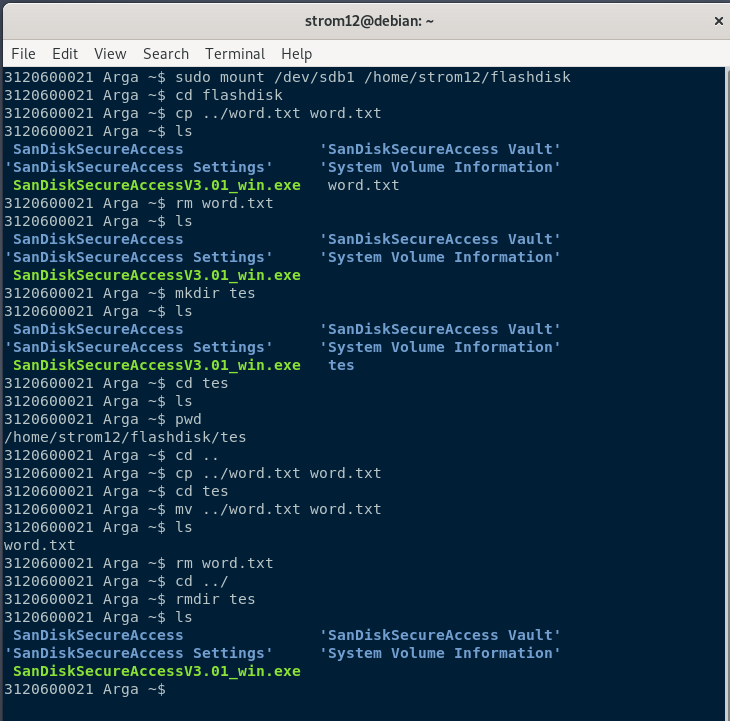 strom12@debian: ~
×
File Edit View Search Terminal Help
3120600021 Arga ~$ sudo mount /dev/sdb1 /home/strom12/flashdisk
3120600021 Arga ~$ cd flashdisk
3120600021 Arga ~$ cp ../word.txt word.txt
3120600021 Arga ~$ ls
 SanDiskSecureAccess               'SanDiskSecureAccess Vault'
'SanDiskSecureAccess Settings'     'System Volume Information'
 SanDiskSecureAccessV3.01_win.exe   word.txt
3120600021 Arga ~$ rm word.txt
3120600021 Arga ~$ ls
 SanDiskSecureAccess               'SanDiskSecureAccess Vault'
'SanDiskSecureAccess Settings'     'System Volume Information'
 SanDiskSecureAccessV3.01_win.exe
3120600021 Arga ~$ mkdir tes
3120600021 Arga ~$ ls
 SanDiskSecureAccess               'SanDiskSecureAccess Vault'
'SanDiskSecureAccess Settings'     'System Volume Information'
 SanDiskSecureAccessV3.01_win.exe   tes
3120600021 Arga ~$ cd tes
3120600021 Arga ~$ ls
3120600021 Arga ~$ pwd
/home/strom12/flashdisk/tes
3120600021 Arga ~$ cd ..
3120600021 Arga ~$ cp ../word.txt word.txt
3120600021 Arga ~$ cd tes
3120600021 Arga ~$ mv ../word.txt word.txt
3120600021 Arga ~$ ls
word.txt
3120600021 Arga ~$ rm word.txt
3120600021 Arga ~$ cd ../
3120600021 Arga ~$ rmdir tes
3120600021 Arga ~$ ls
 SanDiskSecureAccess               'SanDiskSecureAccess Vault'
'SanDiskSecureAccess Settings'     'System Volume Information'
 SanDiskSecureAccessV3.01_win.exe
3120600021 Arga ~$